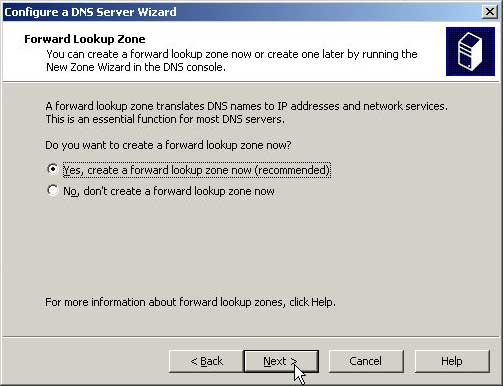 Configure a DNS Server Wizard
Forward Lookup Zone
You can create a forward lookup zone now or create one later by running the
New Zone Wizard in the DNS console.
A forward lookup zone translates DNS names to IP addresses and network services.
This is an essential function for most DNS servers.
Do you want to create a forward lookup zone now?
Yes, create a forward lookup zone now (recommended)
No, don't create a forward lookup zone now
For more information about forward lookup zones, click Help.
< Back
Next >
Cancel
Help